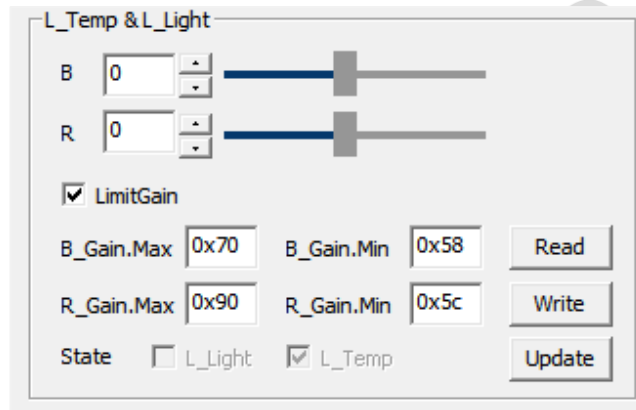 L_Temp & L_Light
B 0
R 0
LimitGain
B_Gain.Max 0x70 B_Gain.Min 0x58 Read
R_Gain.Max 0x90 R_Gain.Min 0x5c Write
State L_Light L_Temp Update